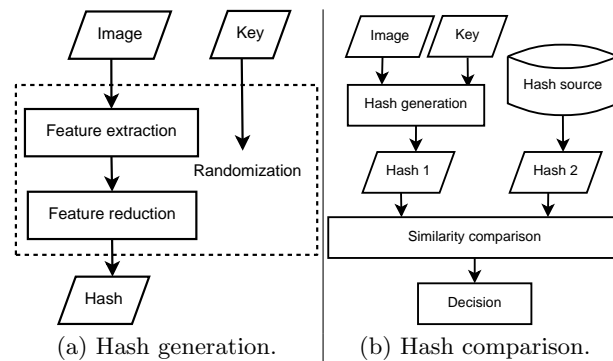 Image
Key
Feature extraction
Randomization
Feature reduction
Hash
(a) Hash generation.
Image
Key
Hash generation
Hash source
Hash 1
Hash 2
Similarity comparison
Decision
(b) Hash comparison.